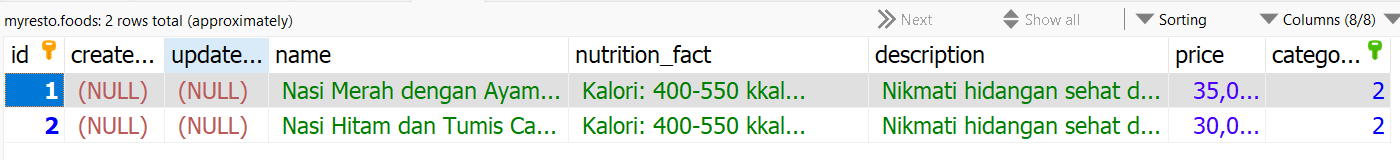 myresto.foods: 2 rows total (approximately) Next Show all Sorting Columns (8/8)
id create... update... name nutrition_fact description price catego...
1 (NULL) (NULL) Nasi Merah dengan Ayam... Kalori: 400-550 kkal... Nikmati hidangan sehat d... 35,0... 2
2 (NULL) (NULL) Nasi Hitam dan Tumis Ca... Kalori: 400-550 kkal... Nikmati hidangan sehat d... 30,0... 2